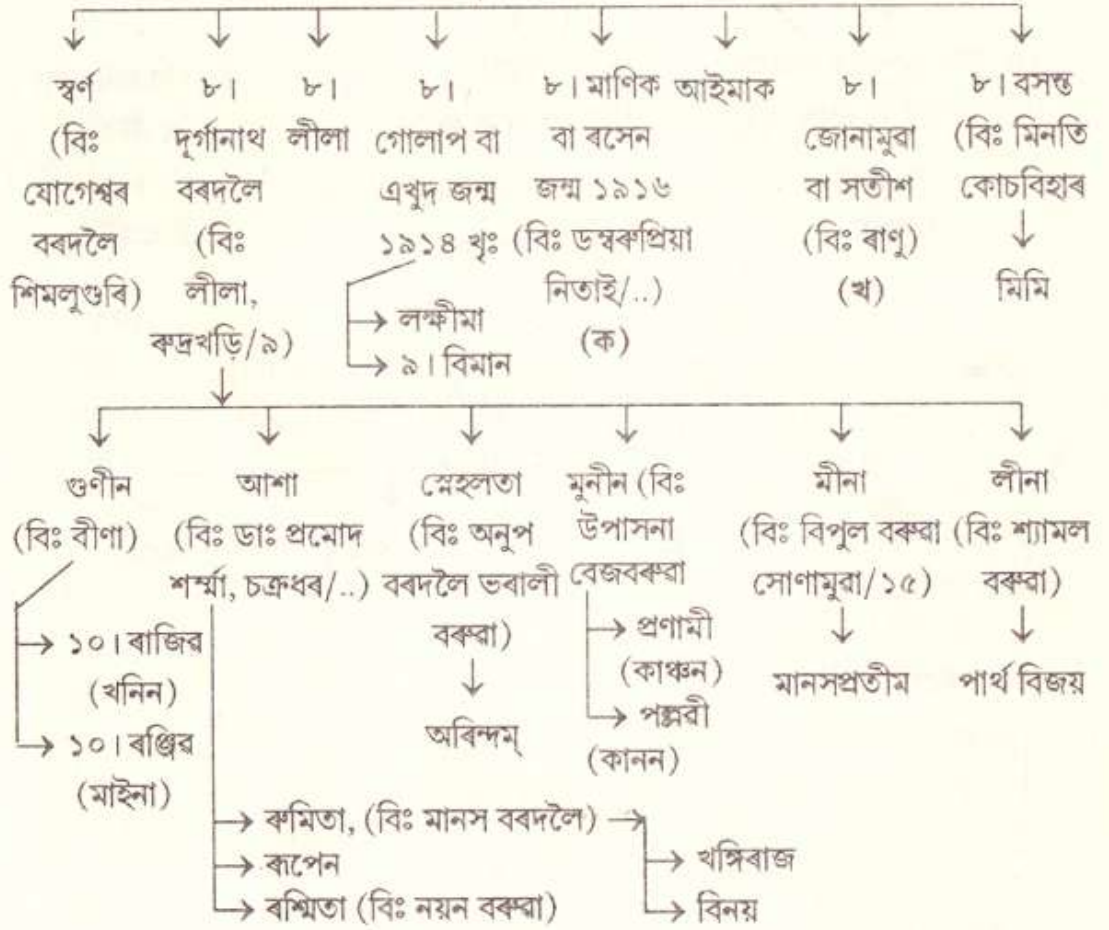 স্বৰ্ণ
(বিঃ
যোগেশ্বৰ
বৰদলৈ
শিমলুগুৰি)
৮।
দূৰ্গানাথ
বৰদলৈ
(বিঃ
লীলা,
ৰুদ্ৰখড়ি/৯)
৮।
লীলা
৮।
গোলাপ বা
এখুদ জন্ম
১৯১৪ খৃঃ
→ লক্ষীমা
→ ৯। বিমান
৮। মাণিক
বা ৰসেন
জন্ম ১৯১৬
(বিঃ ডম্বৰুপ্ৰিয়া
নিতাই/..)
(ক)
আইমাক
৮।
জোনামুৱা
বা সতীশ
(বিঃ ৰাণু)
(খ)
৮। বসন্ত
(বিঃ মিনতি
কোচবিহাৰ
মিমি
গুণীন
(বিঃ বীণা)
→ ১০। ৰাজিৱ
(খনিন)
→ ১০। ৰঞ্জিৱ
(মাইনা)
আশা
(বিঃ ডাঃ প্ৰমোদ
শৰ্ম্মা, চক্ৰধৰ/..)
→ ৰুমিতা, (বিঃ মানস বৰদলৈ) →
→ খঙ্গিৰাজ
→ বিনয়
→ ৰূপেন
→ ৰশ্মিতা (বিঃ নয়ন বৰুৱা)
স্নেহলতা
(বিঃ অনুপ
বৰদলৈ ভৰালী
বৰুৱা)
অৰিন্দম্
মুনীন (বিঃ
উপাসনা
বেজবৰুৱা
→ প্ৰণামী
(কাঞ্চন)
→ পল্লৱী
(কানন)
মীনা
(বিঃ বিপুল বৰুৱা
সোণামুৱা/১৫)
মানসপ্ৰতীম
লীনা
(বিঃ শ্যামল
বৰুৱা)
পাৰ্থ বিজয়